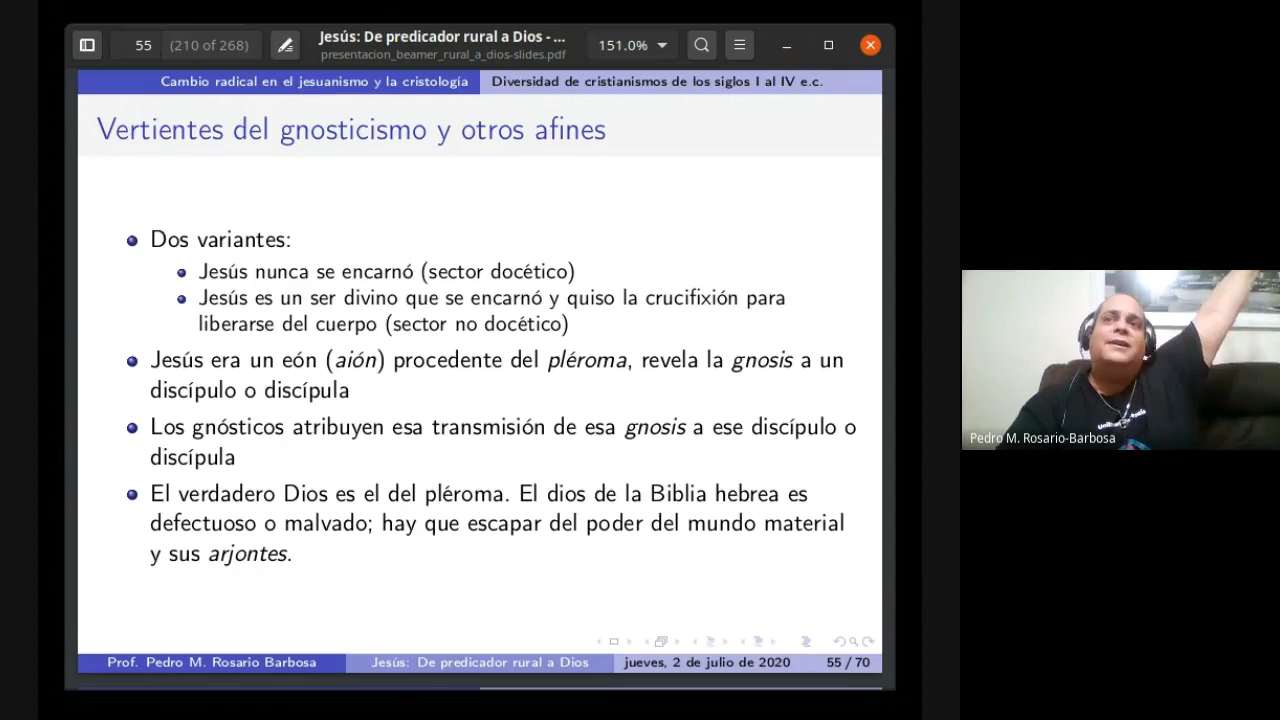 55 (210 of 268)
Jesús: De predicador rural a Dios - ...
presentacion_beamer_rural_a_dios-slides.pdf
151.0%
Cambio radical en el jesuanismo y la cristología
Diversidad de cristianismos de los siglos I al IV e.c.
Vertientes del gnosticismo y otros afines
Dos variantes:
Jesús nunca se encarnó (sector docético)
Jesús es un ser divino que se encarnó y quiso la crucifixión para
liberarse del cuerpo (sector no docético)
Jesús era un eón (aión) procedente del pléroma, revela la gnosis a un
discípulo o discípula
Los gnósticos atribuyen esa transmisión de esa gnosis a ese discípulo o
discípula
El verdadero Dios es el del pléroma. El dios de la Biblia hebrea es
defectuoso o malvado; hay que escapar del poder del mundo material
y sus arjontes.
Prof. Pedro M. Rosario Barbosa
Jesús: De predicador rural a Dios
jueves, 2 de julio de 2020
55 / 70
Pedro M. Rosario-Barbosa